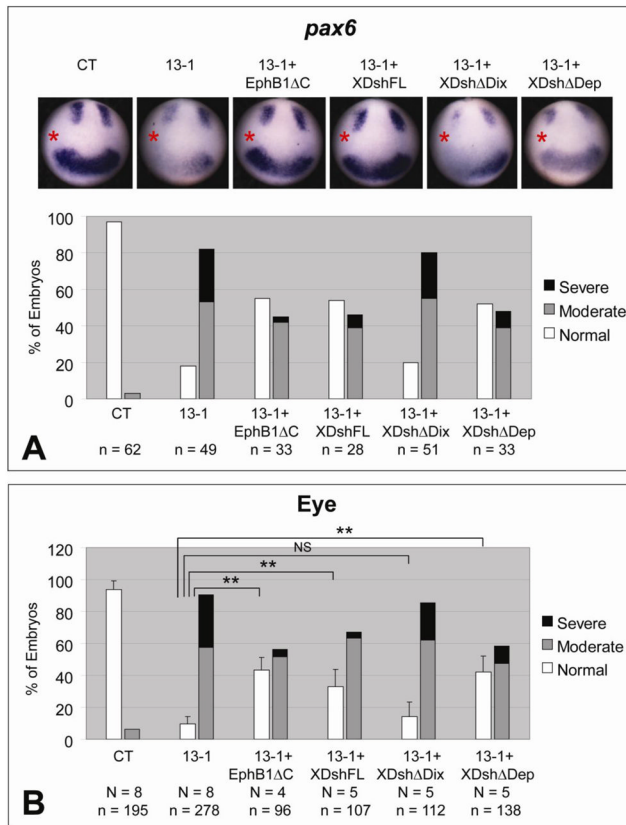 pax6
CT 13-1 13-1+ 13-1+ 13-1+ 13-1+
EphB1ΔC XDshFL XDshΔDix XDshΔDep
* * * * * *
100
80
60
40
20
0
% of Embryos
Severe
Moderate
Normal
CT 13-1 13-1+ 13-1+ 13-1+ 13-1+
EphB1ΔC XDshFL XDshΔDix XDshΔDep
n = 62 n = 49 n = 33 n = 28 n = 51 n = 33
A
Eye
120
100
80
60
40
20
0
% of Embryos
**
NS
**
**
Severe
Moderate
Normal
CT 13-1 13-1+ 13-1+ 13-1+ 13-1+
EphB1ΔC XDshFL XDshΔDix XDshΔDep
N = 8 N = 8 N = 4 N = 5 N = 5 N = 5
n = 195 n = 278 n = 96 n = 107 n = 112 n = 138
B